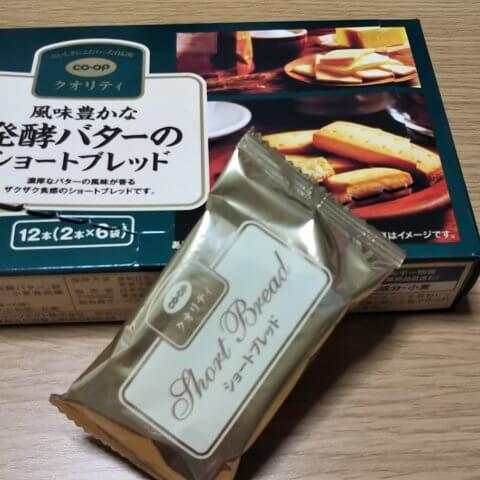 CO-OP
クオリティ
風味豊かな
発酵バターの
ショートブレッド
濃厚なバターの風味が香る
ザクザク食感のショートブレッドです。
12本(2本×6袋)
はイメージです。
成分・小麦
CO-OP
クオリティ
Short Bread
ショートブレッド